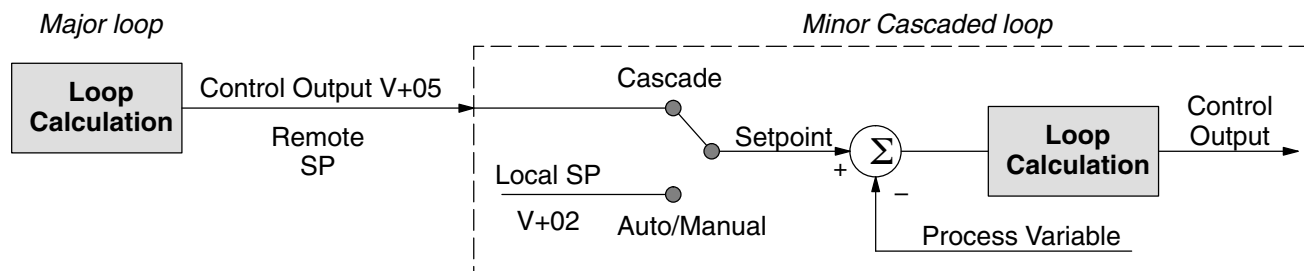 Major loop
Minor Cascaded loop
Loop
Calculation
Control Output V+05
Remote
SP
Cascade
Setpoint
Local SP
V+02
Auto/Manual
+
Σ
–
Process Variable
Loop
Calculation
Control
Output